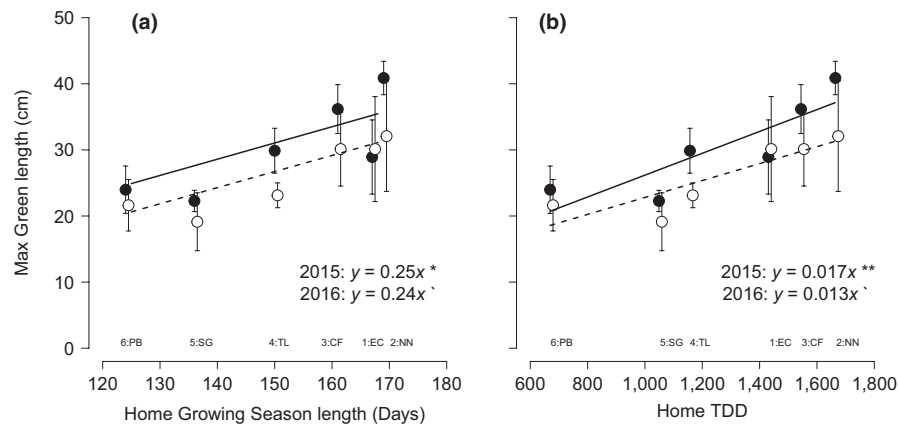 (a)
(b)
Max Green length (cm)
50
40
30
20
10
0
2015: y = 0.25x *
2016: y = 0.24x `
2015: y = 0.017x **
2016: y = 0.013x `
6:PB 5:SG 4:TL 3:CF 1:EC 2:NN
6:PB 5:SG 4:TL 1:EC 3:CF 2:NN
120 130 140 150 160 170 180
600 800 1,000 1,200 1,400 1,600 1,800
Home Growing Season length (Days)
Home TDD